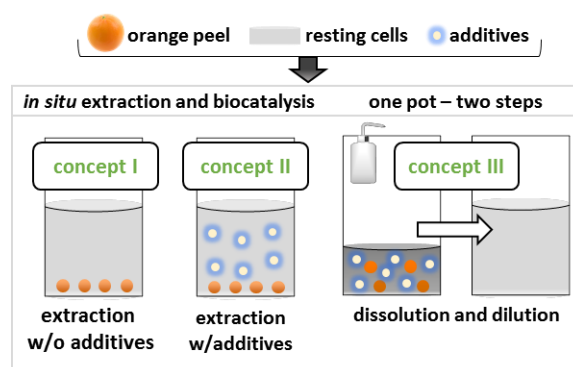 orange peel resting cells additives
in situ extraction and biocatalysis one pot – two steps
concept I concept II concept III
extraction w/o additives
extraction w/additives
dissolution and dilution